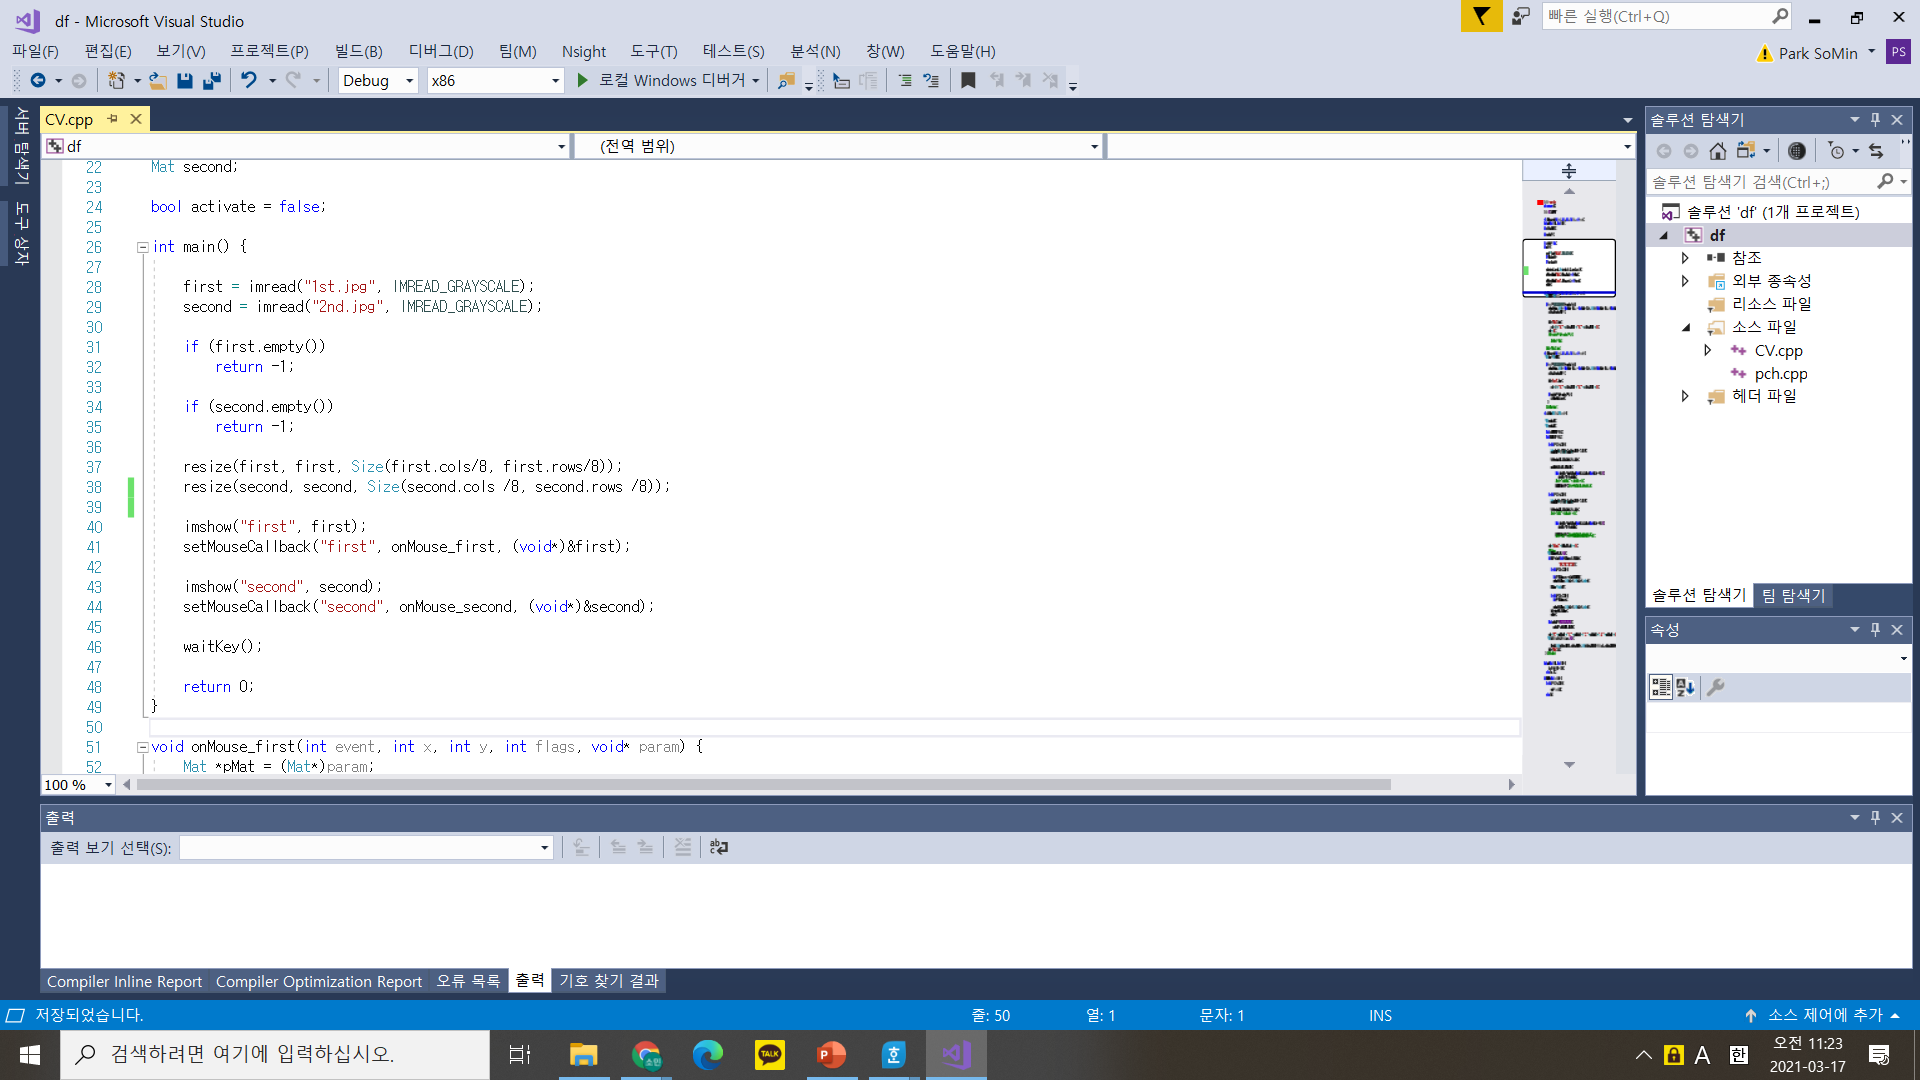 df - Microsoft Visual Studio
빠른 실행(Ctrl+Q)
파일(F) 편집(E) 보기(V) 프로젝트(P) 빌드(B) 디버그(D) 팀(M) Nsight 도구(T) 테스트(S) 분석(N) 창(W) 도움말(H)
Park SoMin PS
Debug x86 로컬 Windows 디버거
서버 탐색기
도구 상자
CV.cpp
df (전역 범위)
22 Mat second;
23
24 bool activate = false;
25
26 int main() {
27
28 first = imread("1st.jpg", IMREAD_GRAYSCALE);
29 second = imread("2nd.jpg", IMREAD_GRAYSCALE);
30
31 if (first.empty())
32 return -1;
33
34 if (second.empty())
35 return -1;
36
37 resize(first, first, Size(first.cols/8, first.rows/8));
38 resize(second, second, Size(second.cols /8, second.rows /8));
39
40 imshow("first", first);
41 setMouseCallback("first", onMouse_first, (void*)&first);
42
43 imshow("second", second);
44 setMouseCallback("second", onMouse_second, (void*)&second);
45
46 waitKey();
47
48 return 0;
49 }
50
51 void onMouse_first(int event, int x, int y, int flags, void* param) {
52 Mat *pMat = (Mat*)param;
100 %
솔루션 탐색기
솔루션 탐색기 검색(Ctrl+;)
솔루션 'df' (1개 프로젝트)
df
참조
외부 종속성
리소스 파일
소스 파일
CV.cpp
pch.cpp
헤더 파일
솔루션 탐색기 팀 탐색기
속성
출력
출력 보기 선택(S):
Compiler Inline Report Compiler Optimization Report 오류 목록 출력 기호 찾기 결과
저장되었습니다. 줄: 50 열: 1 문자: 1 INS 소스 제어에 추가
검색하려면 여기에 입력하십시오.
TALK
소민
P
호
A 한
오전 11:23
2021-03-17